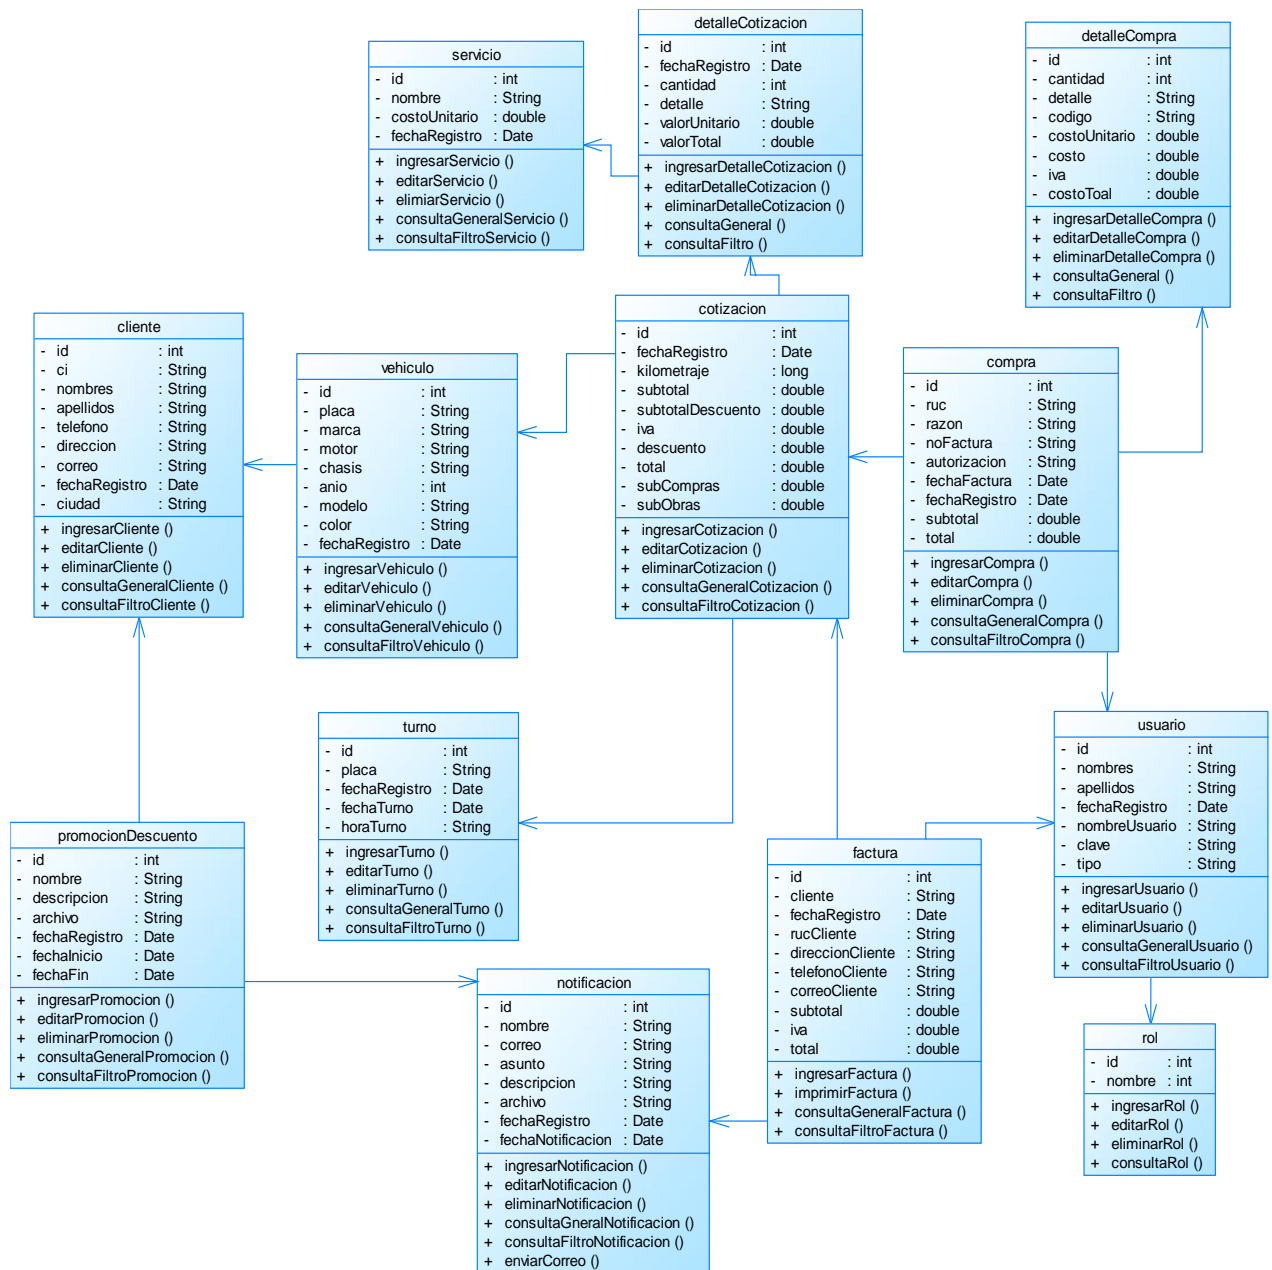 detalleCotizacion
- id : int
- fechaRegistro : Date
- cantidad : int
- detalle : String
- valorUnitario : double
- valorTotal : double
+ ingresarDetalleCotizacion ()
+ editarDetalleCotizacion ()
+ eliminarDetalleCotizacion ()
+ consultaGeneral ()
+ consultaFiltro ()
detalleCompra
- id : int
- cantidad : int
- detalle : String
- codigo : String
- costoUnitario : double
- costo : double
- iva : double
- costoToal : double
+ ingresarDetalleCompra ()
+ editarDetalleCompra ()
+ eliminarDetalleCompra ()
+ consultaGeneral ()
+ consultaFiltro ()
servicio
- id : int
- nombre : String
- costoUnitario : double
- fechaRegistro : Date
+ ingresarServicio ()
+ editarServicio ()
+ elimiarServicio ()
+ consultaGeneralServicio ()
+ consultaFiltroServicio ()
cliente
- id : int
- ci : String
- nombres : String
- apellidos : String
- telefono : String
- direccion : String
- correo : String
- fechaRegistro : Date
- ciudad : String
+ ingresarCliente ()
+ editarCliente ()
+ eliminarCliente ()
+ consultaGeneralCliente ()
+ consultaFiltroCliente ()
vehiculo
- id : int
- placa : String
- marca : String
- motor : String
- chasis : String
- anio : int
- modelo : String
- color : String
- fechaRegistro : Date
+ ingresarVehiculo ()
+ editarVehiculo ()
+ eliminarVehiculo ()
+ consultaGeneralVehiculo ()
+ consultaFiltroVehiculo ()
cotizacion
- id : int
- fechaRegistro : Date
- kilometraje : long
- subtotal : double
- subtotalDescuento : double
- iva : double
- descuento : double
- total : double
- subCompras : double
- subObras : double
+ ingresarCotizacion ()
+ editarCotizacion ()
+ eliminarCotizacion ()
+ consultaGeneralCotizacion ()
+ consultaFiltroCotizacion ()
compra
- id : int
- ruc : String
- razon : String
- noFactura : String
- autorizacion : String
- fechaFactura : Date
- fechaRegistro : Date
- subtotal : double
- total : double
+ ingresarCompra ()
+ editarCompra ()
+ eliminarCompra ()
+ consultaGeneralCompra ()
+ consultaFiltroCompra ()
turno
- id : int
- placa : String
- fechaRegistro : Date
- fechaTurno : Date
- horaTurno : String
+ ingresarTurno ()
+ editarTurno ()
+ eliminarTurno ()
+ consultaGeneralTurno ()
+ consultaFiltroTurno ()
usuario
- id : int
- nombres : String
- apellidos : String
- fechaRegistro : Date
- nombreUsuario : String
- clave : String
- tipo : String
+ ingresarUsuario ()
+ editarUsuario ()
+ eliminarUsuario ()
+ consultaGeneralUsuario ()
+ consultaFiltroUsuario ()
promocionDescuento
- id : int
- nombre : String
- descripcion : String
- archivo : String
- fechaRegistro : Date
- fechaInicio : Date
- fechaFin : Date
+ ingresarPromocion ()
+ editarPromocion ()
+ eliminarPromocion ()
+ consultaGeneralPromocion ()
+ consultaFiltroPromocion ()
factura
- id : int
- cliente : String
- fechaRegistro : Date
- rucCliente : String
- direccionCliente : String
- telefonoCliente : String
- correoCliente : String
- subtotal : double
- iva : double
- total : double
+ ingresarFactura ()
+ imprimirFactura ()
+ consultaGeneralFactura ()
+ consultaFiltroFactura ()
notificacion
- id : int
- nombre : String
- correo : String
- asunto : String
- descripcion : String
- archivo : String
- fechaRegistro : Date
- fechaNotificacion : Date
+ ingresarNotificacion ()
+ editarNotificacion ()
+ eliminarNotificacion ()
+ consultaGneralNotificacion ()
+ consultaFiltroNotificacion ()
+ enviarCorreo ()
rol
- id : int
- nombre : int
+ ingresarRol ()
+ editarRol ()
+ eliminarRol ()
+ consultaRol ()